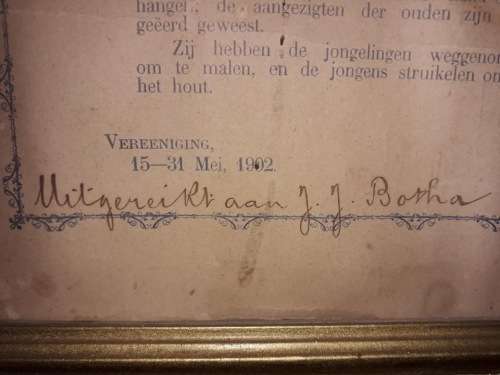 hangel; de aangezigten der ouden zijn
geëerd geweest.
Zij hebben de jongelingen weggenom
om te malen, en de jongens struikelen on
het hout.
VEREENIGING,
15—31 Mei, 1902.
Uitgereikt aan J. J. Botha